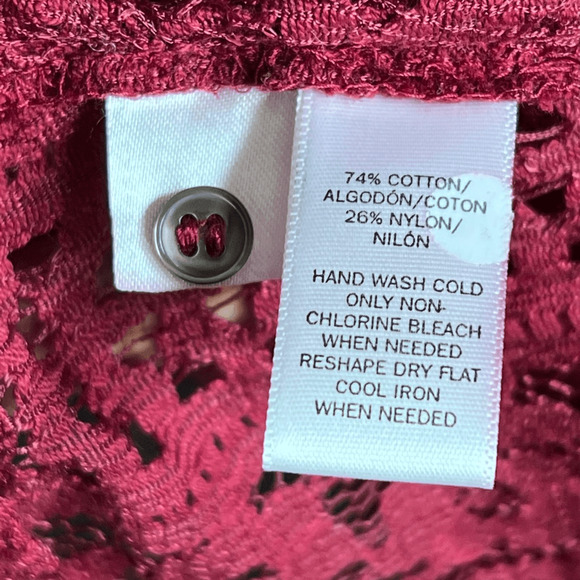 74% COTTON/
ALGODÓN/COTON
26% NYLON/
NILÓN
HAND WASH COLD
ONLY NON-
CHLORINE BLEACH
WHEN NEEDED
RESHAPE DRY FLAT
COOL IRON
WHEN NEEDED